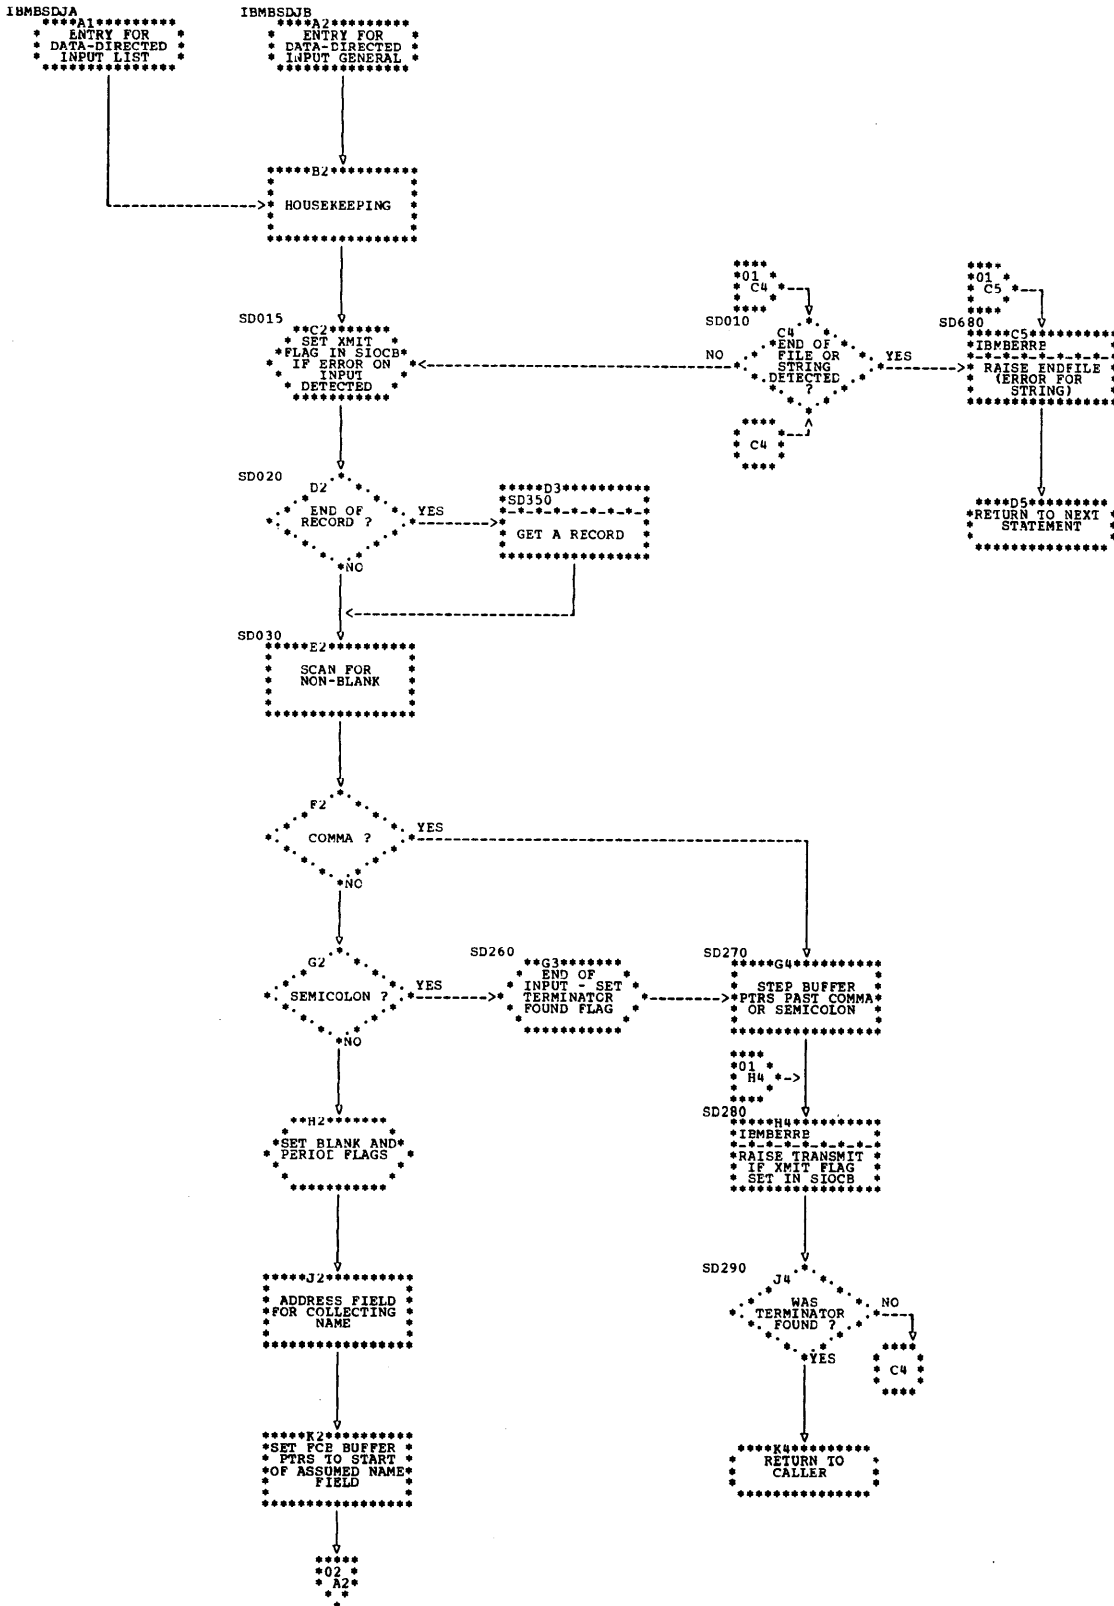 IBMBSDJA
A1
ENTRY FOR
DATA-DIRECTED
INPUT LIST
IBMBSDJB
A2
ENTRY FOR
DATA-DIRECTED
INPUT GENERAL
B2
HOUSEKEEPING
01
C4
01
C5
SD015
C2
SET XMIT
FLAG IN SIOCB
IF ERROR ON
INPUT
DETECTED
NO
SD010
C4
END OF
FILE OR
STRING
DETECTED
?
YES
SD680
C5
IBMBERRB
RAISE ENDFILE
(ERROR FOR
STRING)
C4
SD020
D2
END OF
RECORD ?
YES
NO
D3
SD350
GET A RECORD
D5
RETURN TO NEXT
STATEMENT
SD030
E2
SCAN FOR
NON-BLANK
F2
COMMA ?
YES
NO
G2
SEMICOLON ?
YES
NO
SD260
G3
END OF
INPUT - SET
TERMINATOR
FOUND FLAG
SD270
G4
STEP BUFFER
PTRS PAST COMMA
OR SEMICOLON
01
H4
H2
SET BLANK AND
PERIOD FLAGS
SD280
H4
IBMBERRB
RAISE TRANSMIT
IF XMIT FLAG
SET IN SIOCB
J2
ADDRESS FIELD
FOR COLLECTING
NAME
SD290
J4
WAS
TERMINATOR
FOUND ?
NO
YES
C4
K2
SET FCB BUFFER
PTRS TO START
OF ASSUMED NAME
FIELD
K4
RETURN TO
CALLER
02
A2